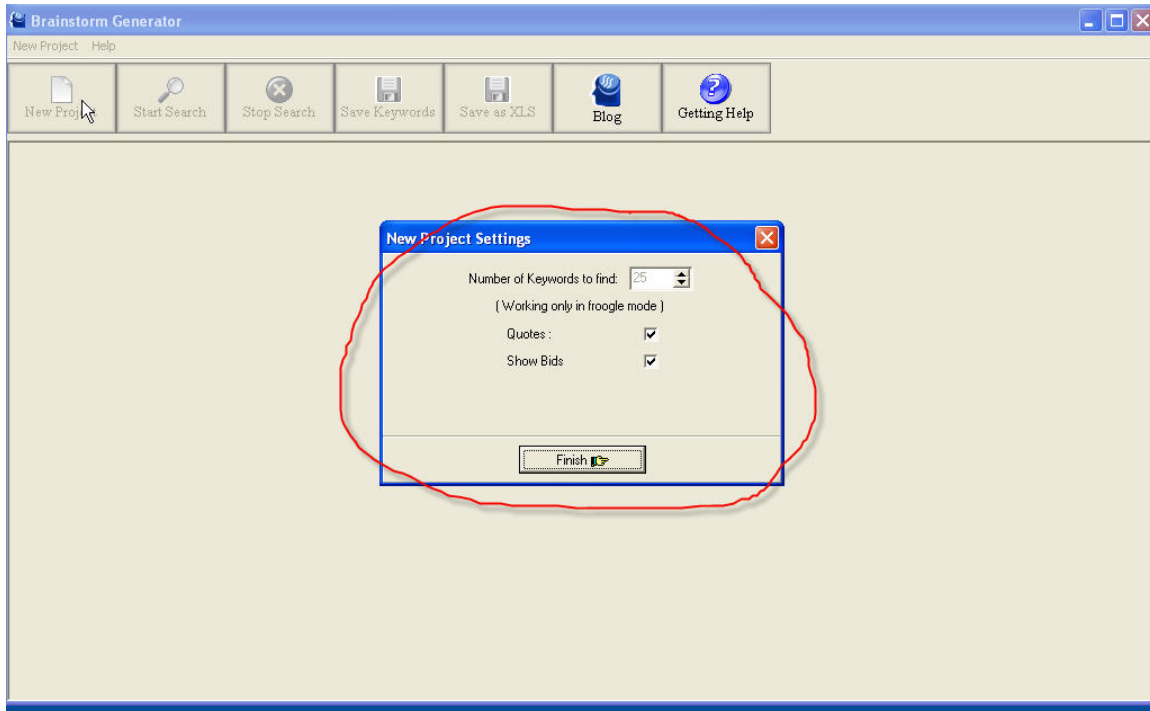 Brainstorm Generator
New Project Help
New Project Start Search Stop Search Save Keywords Save as XLS Blog Getting Help
New Project Settings
Number of Keywords to find: 25
( Working only in froogle mode )
Quotes :
Show Bids
Finish